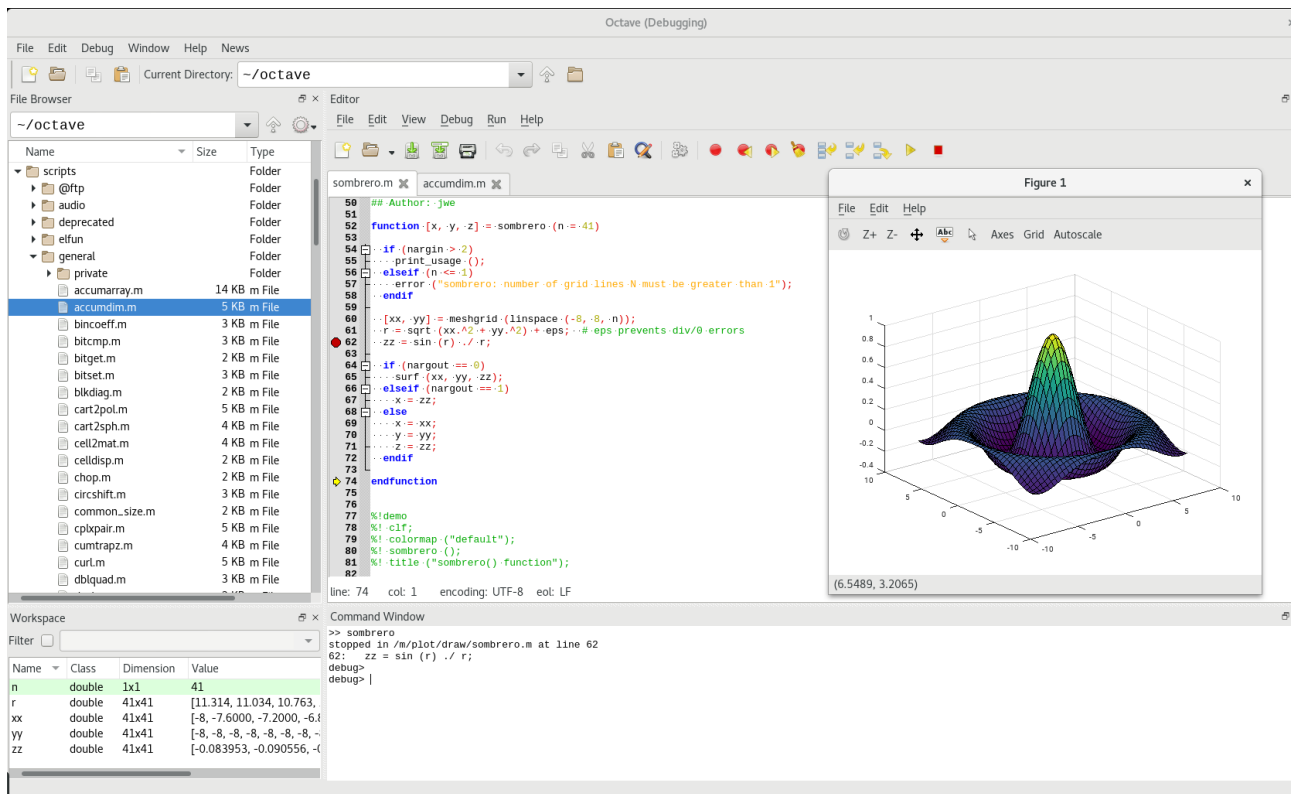 Octave (Debugging)
File Edit Debug Window Help News
Current Directory: ~/octave
File Browser
~/octave
Name Size Type
scripts Folder
@ftp Folder
audio Folder
deprecated Folder
elfun Folder
general Folder
private Folder
accumarray.m 14 KB m File
accumdim.m 5 KB m File
bincoeff.m 3 KB m File
bitcmp.m 3 KB m File
bitget.m 2 KB m File
bitset.m 3 KB m File
blkdiag.m 2 KB m File
cart2pol.m 5 KB m File
cart2sph.m 4 KB m File
cell2mat.m 4 KB m File
celldisp.m 2 KB m File
chop.m 2 KB m File
circshift.m 3 KB m File
common_size.m 2 KB m File
cplxpair.m 5 KB m File
cumtrapz.m 4 KB m File
curl.m 5 KB m File
dblquad.m 3 KB m File
Editor
File Edit View Debug Run Help
sombrero.m accumdim.m
50 ## Author: jwe
51
52 function [x, y, z] = sombrero (n = 41)
53
54 if (nargin > 2)
55 print_usage ();
56 elseif (n <= 1)
57 error ("sombrero: number of grid lines N must be greater than 1");
58 endif
59
60 [xx, yy] = meshgrid (linspace (-8, 8, n));
61 r = sqrt (xx.^2 + yy.^2) + eps; # eps prevents div/0 errors
62 zz = sin (r) ./ r;
63
64 if (nargout == 0)
65 surf (xx, yy, zz);
66 elseif (nargout == 1)
67 x = zz;
68 else
69 x = xx;
70 y = yy;
71 z = zz;
72 endif
73
74 endfunction
75
76
77 %!demo
78 %! clf;
79 %! colormap ("default");
80 %! sombrero ();
81 %! title ("sombrero() function");
82
line: 74 col: 1 encoding: UTF-8 eol: LF
Figure 1
File Edit Help
Z+ Z- Abc Axes Grid Autoscale
1
0.8
0.6
0.4
0.2
0
-0.2
-0.4
10
5
0
-5
-10
-10
-5
0
5
10
(6.5489, 3.2065)
Workspace
Filter
Name Class Dimension Value
n double 1x1 41
r double 41x41 [11.314, 11.034, 10.763,
xx double 41x41 [-8, -7.6000, -7.2000, -6.8
yy double 41x41 [-8, -8, -8, -8, -8, -8, -8, -
zz double 41x41 [-0.083953, -0.090556, -0
Command Window
>> sombrero
stopped in /m/plot/draw/sombrero.m at line 62
62: zz = sin (r) ./ r;
debug>
debug>